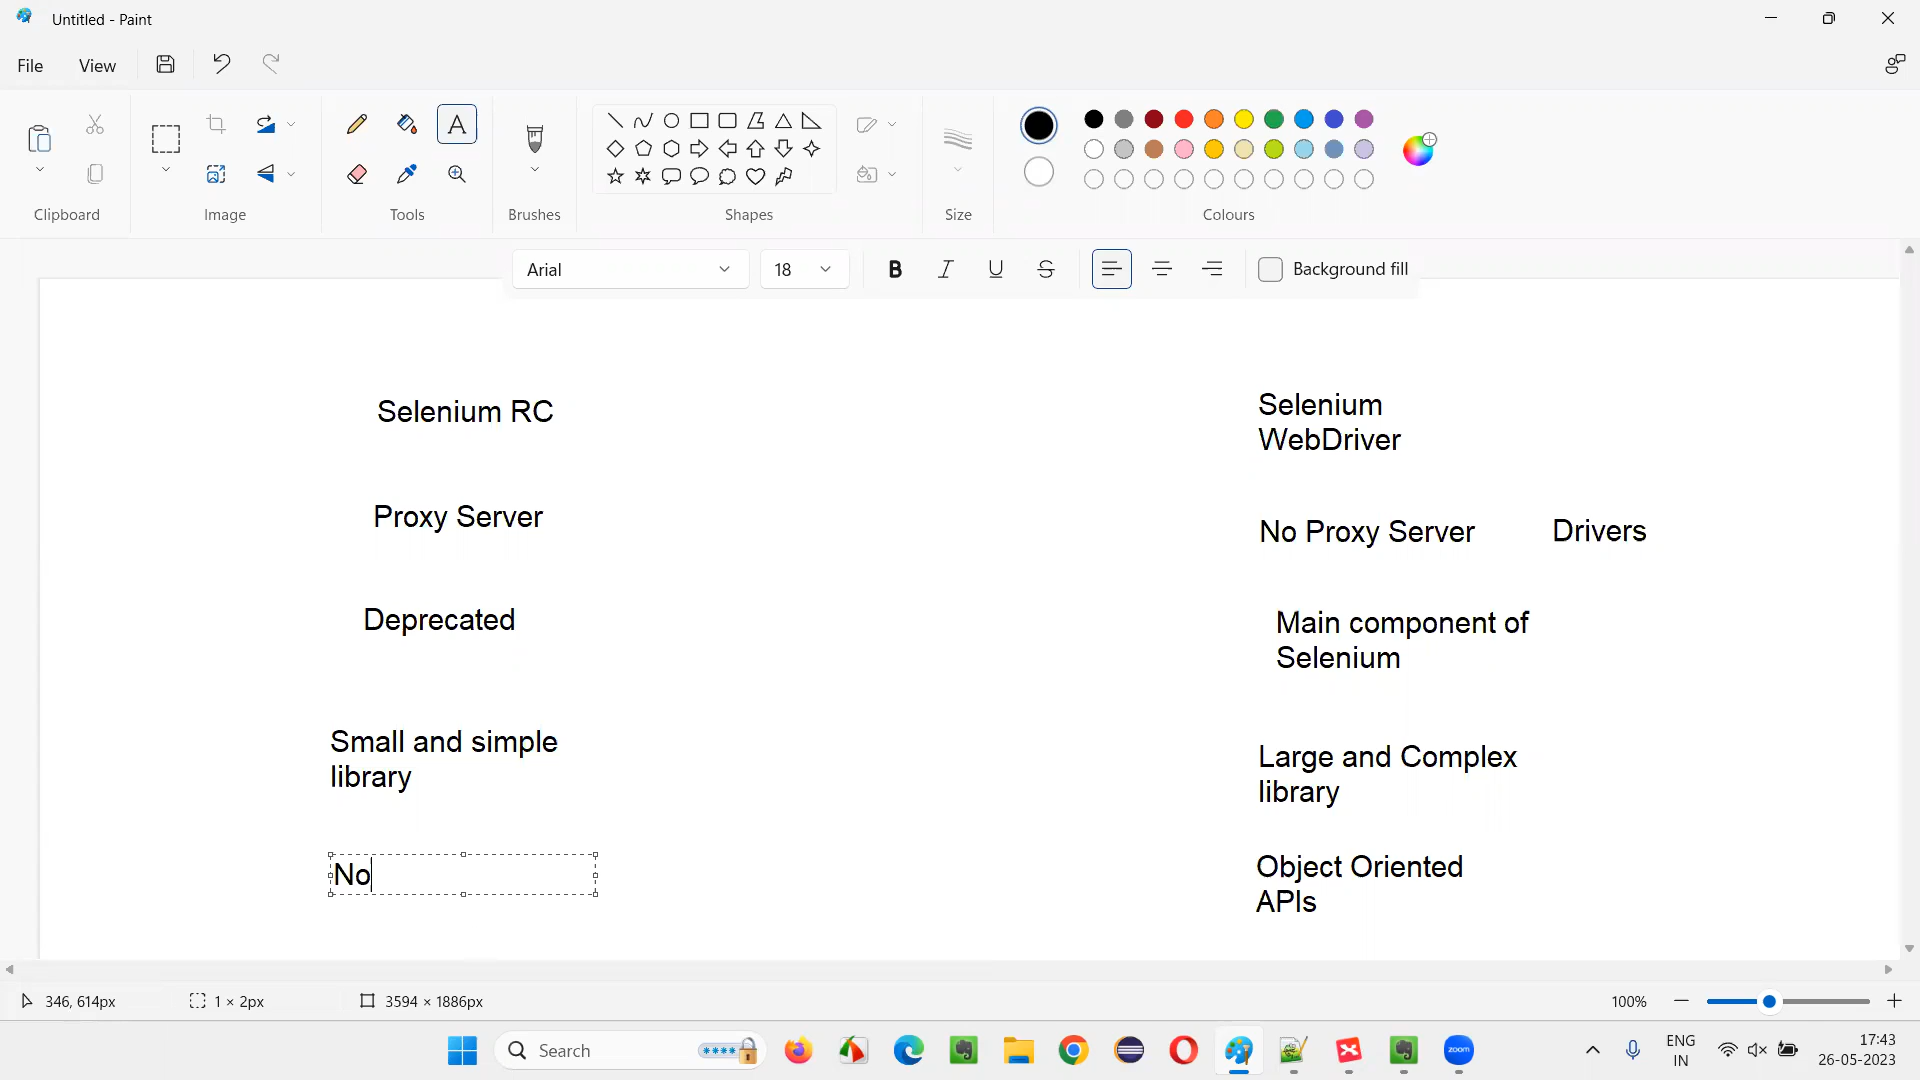 Untitled - Paint
File
View
Clipboard
Image
Tools
Brushes
Shapes
Size
Colours
Arial
18
B
I
U
S
Background fill
Selenium RC
Selenium
WebDriver
Proxy Server
No Proxy Server
Drivers
Deprecated
Main component of
Selenium
Small and simple
library
Large and Complex
library
No
Object Oriented
APIs
346, 614px
1 × 2px
3594 × 1886px
100%
Search
zoom
ENG
IN
17:43
26-05-2023